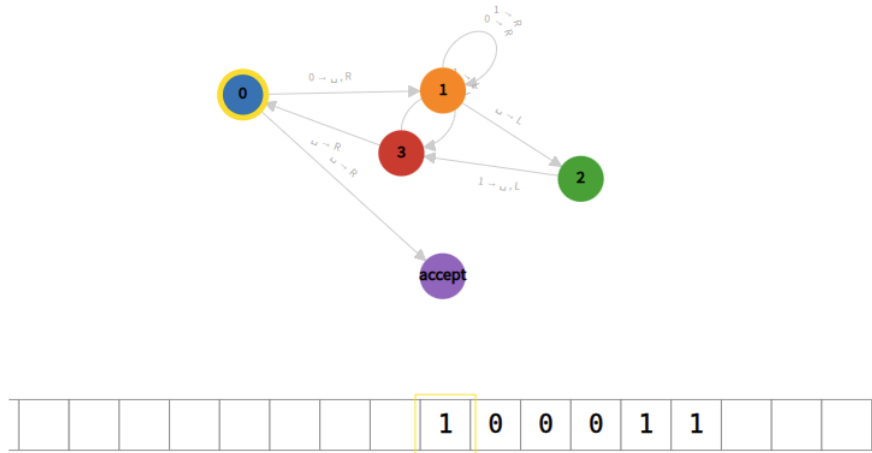 1 → R
0 → R
0 → ␣,R
0
1
␣ → L
3
␣ → R
2
␣ → R
1 → ␣,L
accept
1 0 0 0 1 1